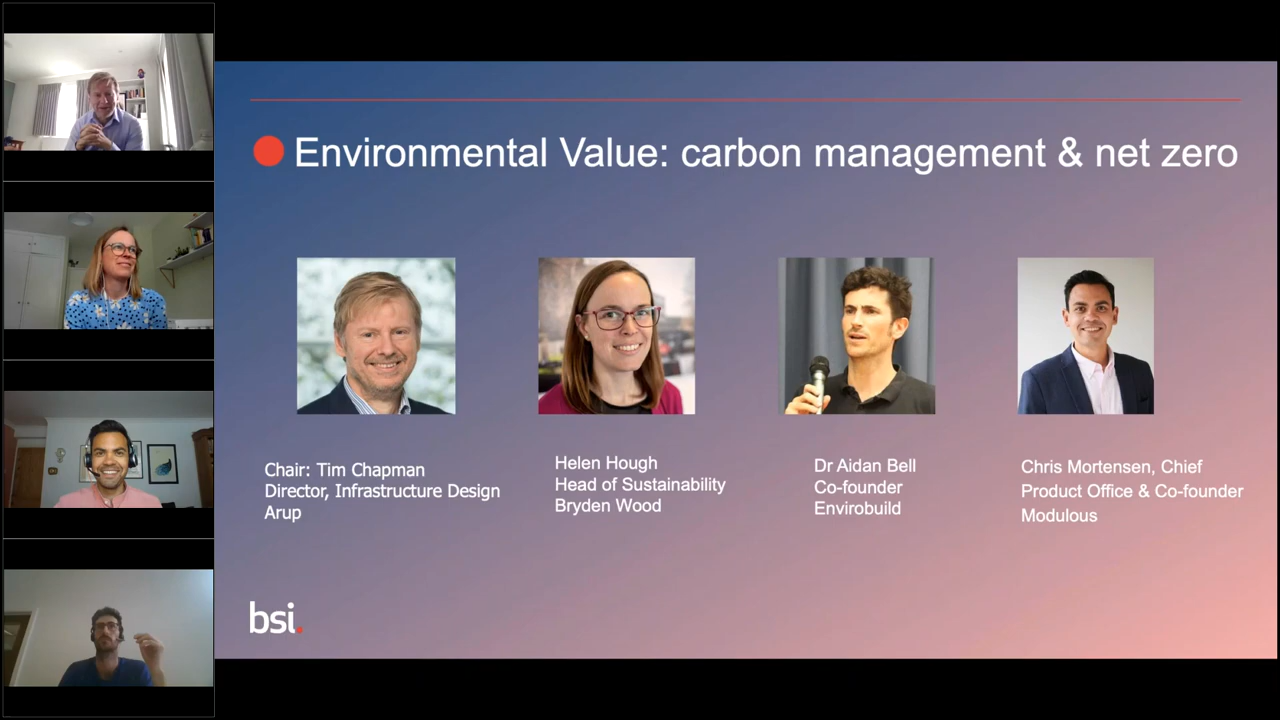 Environmental Value: carbon management & net zero
Chair: Tim Chapman
Director, Infrastructure Design
Arup
Helen Hough
Head of Sustainability
Bryden Wood
Dr Aidan Bell
Co-founder
Envirobuild
Chris Mortensen, Chief
Product Office & Co-founder
Modulous
bsi.